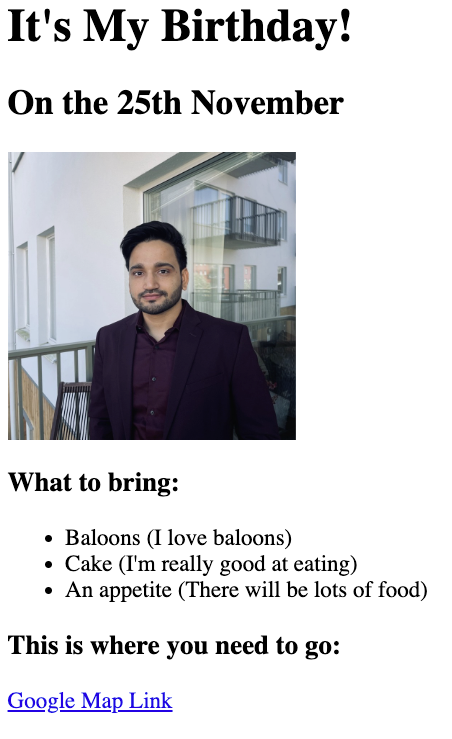 It's My Birthday!
On the 25th November
What to bring:
Baloons (I love baloons)
Cake (I'm really good at eating)
An appetite (There will be lots of food)
This is where you need to go:
Google Map Link